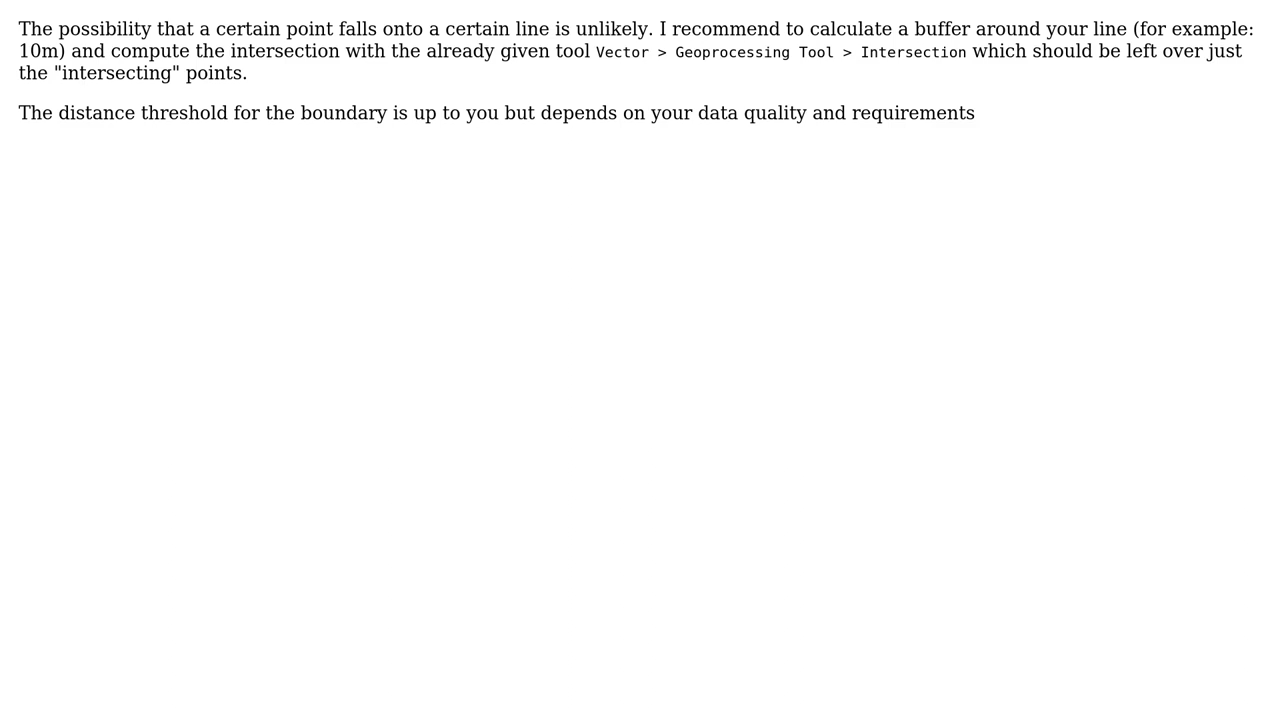 The possibility that a certain point falls onto a certain line is unlikely. I recommend to calculate a buffer around your line (for example:
10m) and compute the intersection with the already given tool Vector > Geoprocessing Tool > Intersection which should be left over just
the "intersecting" points.
The distance threshold for the boundary is up to you but depends on your data quality and requirements